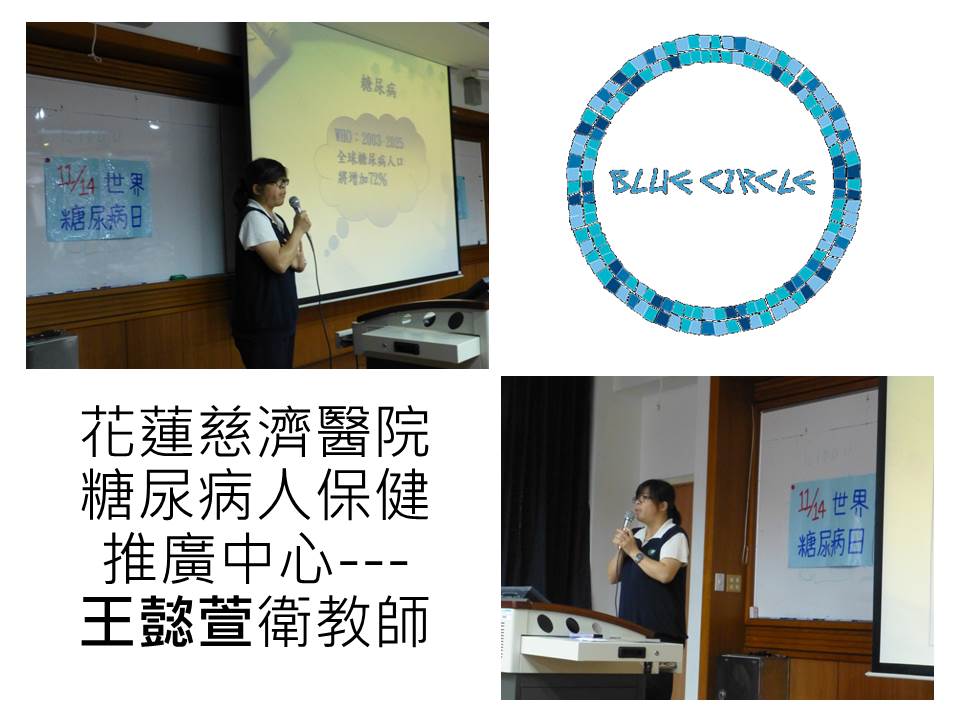 糖尿病
WHO：2003-2025
全球糖尿病人口
將增加72%
11/14 世界
糖尿病日
BLUE CIRCLE
花蓮慈濟醫院
糖尿病人保健
推廣中心---
王懿萱衛教師
11/14 世界
糖尿病日